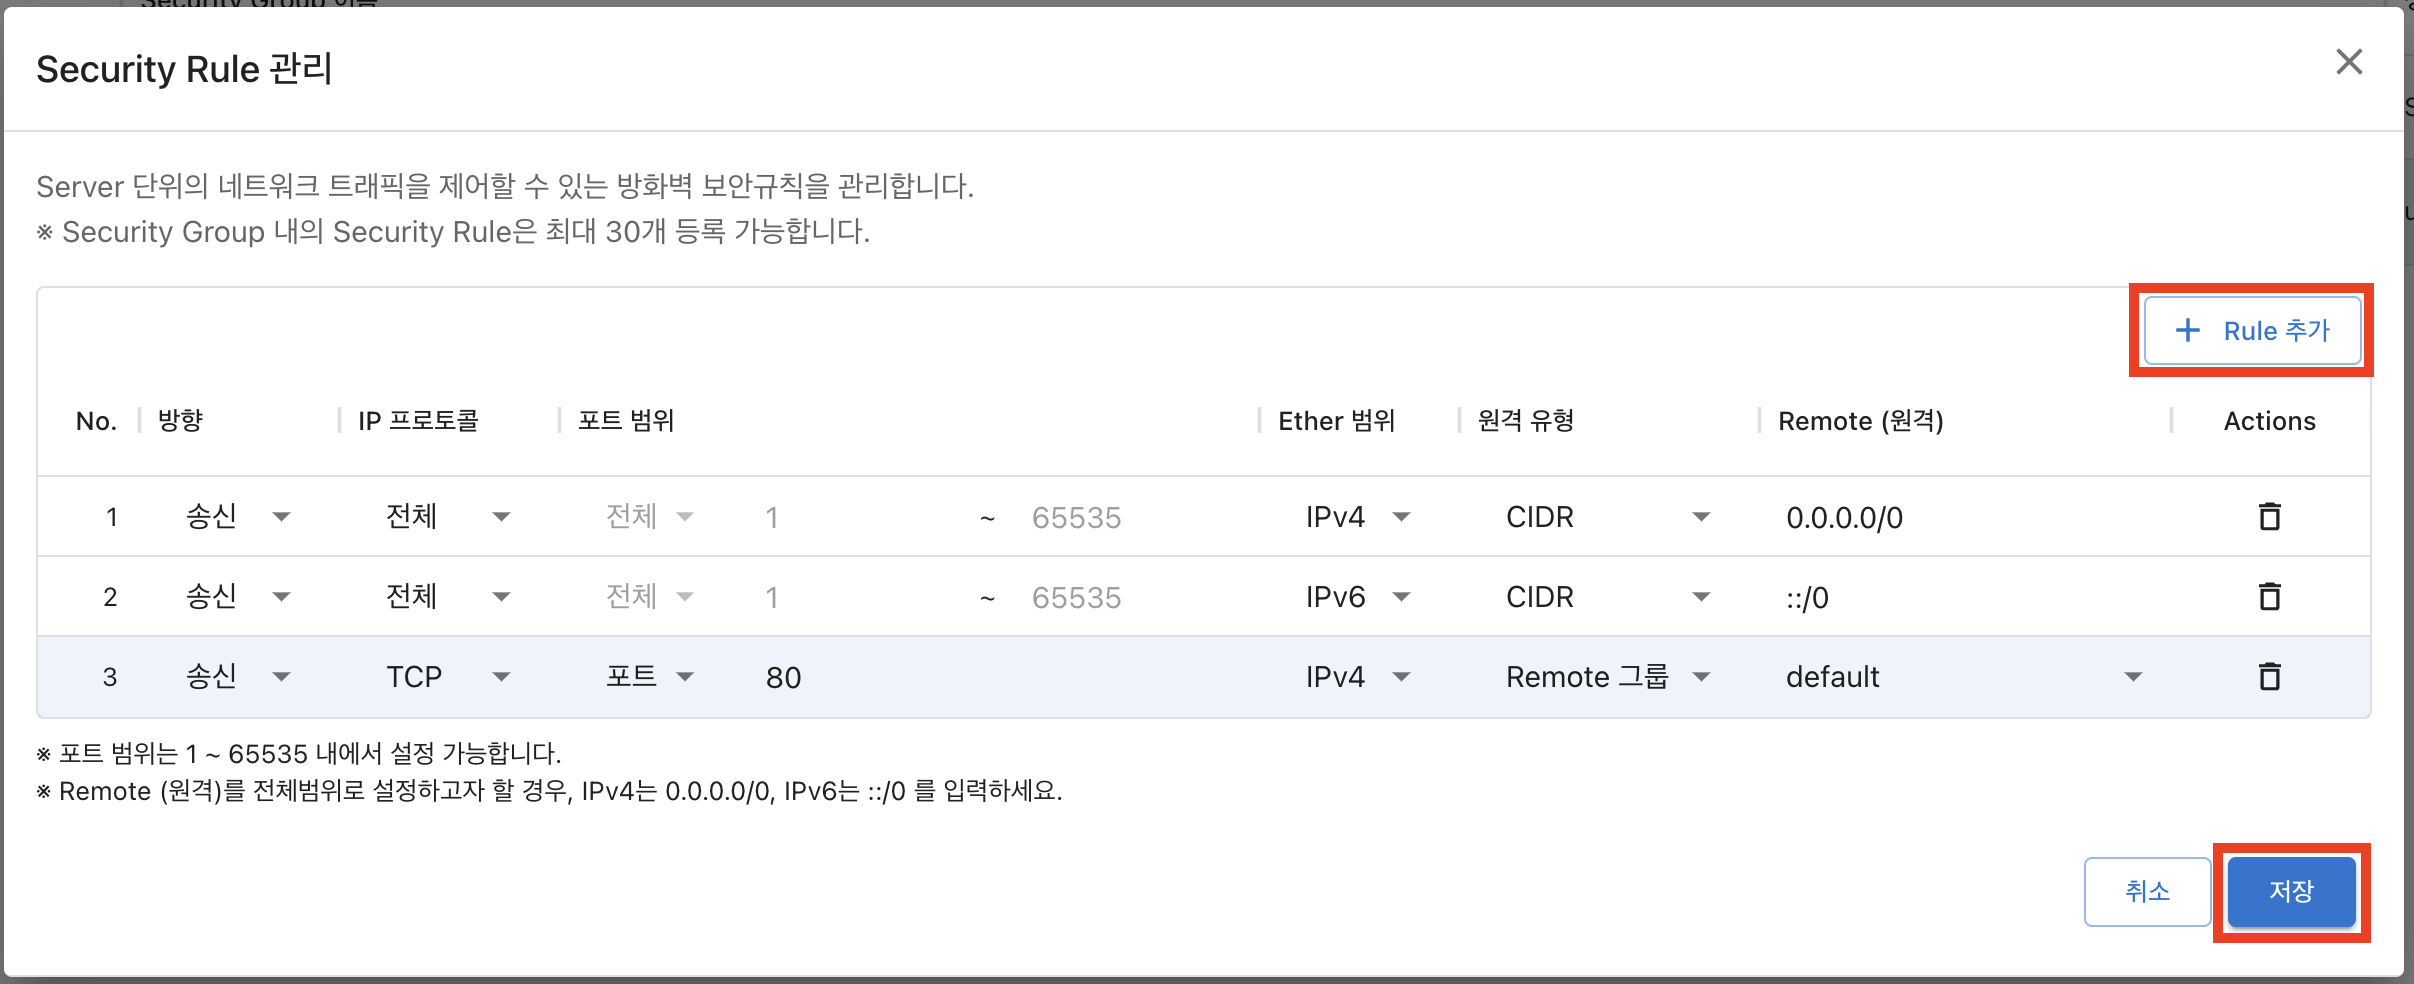 Security Group 이름
Security Rule 관리
Server 단위의 네트워크 트래픽을 제어할 수 있는 방화벽 보안규칙을 관리합니다.
※ Security Group 내의 Security Rule은 최대 30개 등록 가능합니다.
+ Rule 추가
No. 방향 IP 프로토콜 포트 범위 Ether 범위 원격 유형 Remote (원격) Actions
1 송신 전체 전체 1 ~ 65535 IPv4 CIDR 0.0.0.0/0
2 송신 전체 전체 1 ~ 65535 IPv6 CIDR ::/0
3 송신 TCP 포트 80 IPv4 Remote 그룹 default
※ 포트 범위는 1 ~ 65535 내에서 설정 가능합니다.
※ Remote (원격)를 전체범위로 설정하고자 할 경우, IPv4는 0.0.0.0/0, IPv6는 ::/0 를 입력하세요.
취소 저장